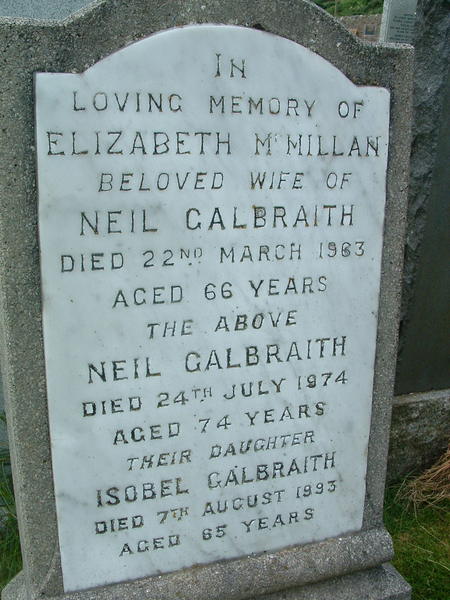 IN
LOVING MEMORY OF
ELIZABETH McMILLAN
BELOVED WIFE OF
NEIL GALBRAITH
DIED 22ND MARCH 1963
AGED 66 YEARS
THE ABOVE
NEIL GALBRAITH
DIED 24TH JULY 1974
AGED 74 YEARS
THEIR DAUGHTER
ISOBEL GALBRAITH
DIED 7TH AUGUST 1993
AGED 65 YEARS